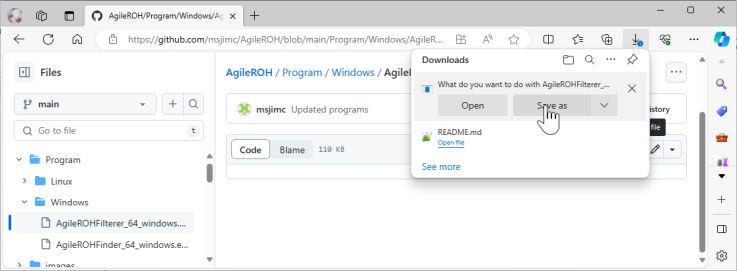 AgileROH/Program/Windows/Agile
https://github.com/msjimc/AgileROH/blob/main/Program/Windows/AgileR...
Files
main
Go to file
t
Program
Linux
Windows
AgileROHFilterer_64_windows....
AgileROHFinder_64_windows.e...
images
AgileROH / Program / Windows /
msjimc Updated programs
Code Blame 110 KB
Downloads
What do you want to do with AgileROHFilterer_...
Open Save as
README.md
Open file
See more
istory
file